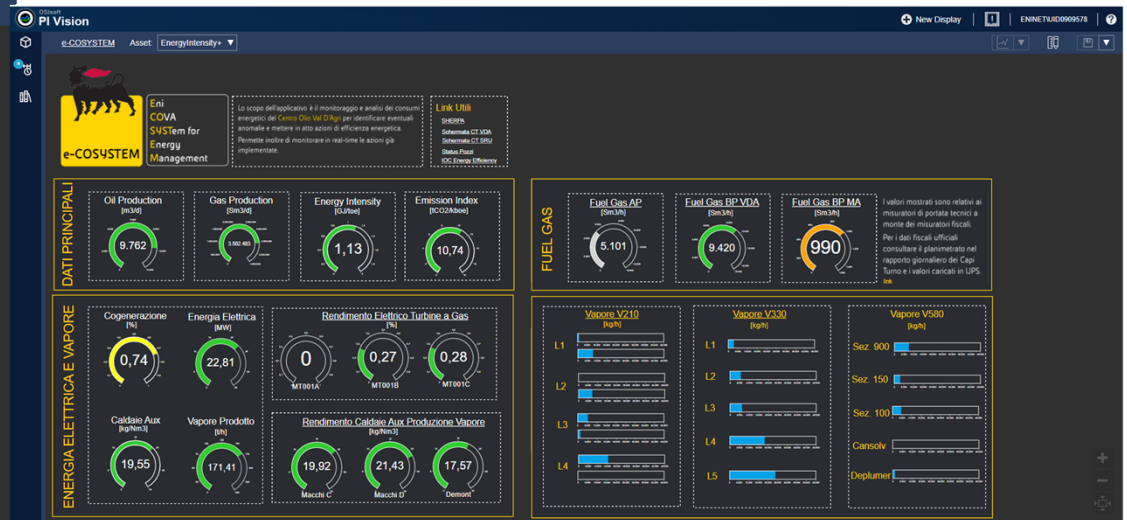 OSIsoft
PI Vision
New Display
ENINET\UID0909578
?
e-COSYSTEM Asset: EnergyIntensity+
e-COSYSTEM
Eni
COVA
SYSTem for
Energy
Management
Lo scopo dell'applicativo è il monitoraggio e analisi dei consumi
energetici del Centro Olio Val D'Agri per identificare eventuali
anomalie e mettere in atto azioni di efficienza energetica.
Permette inoltre di monitorare in real-time le azioni già
implementate.
Link Utili
SHERPA
Schermata CT VDA
Schermata CT SRU
Status Pozzi
IOC Energy Efficiency
DATI PRINCIPALI
Oil Production
[m3/d]
9.762
Gas Production
[Sm3/d]
3.562.483
Energy Intensity
[GJ/toe]
1,13
Emission Index
[tCO2/kboe]
10,74
FUEL GAS
Fuel Gas AP
[Sm3/h]
5.101
Fuel Gas BP VDA
[Sm3/h]
9.420
Fuel Gas BP MA
[Sm3/h]
990
I valori mostrati sono relativi ai
misuratori di portata tecnici a
monte dei misuratori fiscali.
Per i dati fiscali ufficiali
consultare il planimetrato nel
rapporto giornaliero dei Capi
Turno e i valori caricati in UPS.
link
ENERGIA ELETTRICA E VAPORE
Cogenerazione
[%]
0,74
Energia Elettrica
[MW]
22,81
Rendimento Elettrico Turbine a Gas
[%]
0
MT001A
0,27
MT001B
0,28
MT001C
Caldaie Aux
[kg/Nm3]
19,55
Vapore Prodotto
[t/h]
171,41
Rendimento Caldaie Aux Produzione Vapore
[kg/Nm3]
19,92
Macchi C
21,43
Macchi D
17,57
Demont
Vapore V210
[kg/h]
L1
L2
L3
L4
Vapore V330
[kg/h]
L1
L2
L3
L4
L5
Vapore V580
[kg/h]
Sez. 900
Sez. 150
Sez. 100
Cansolv
Deplumer